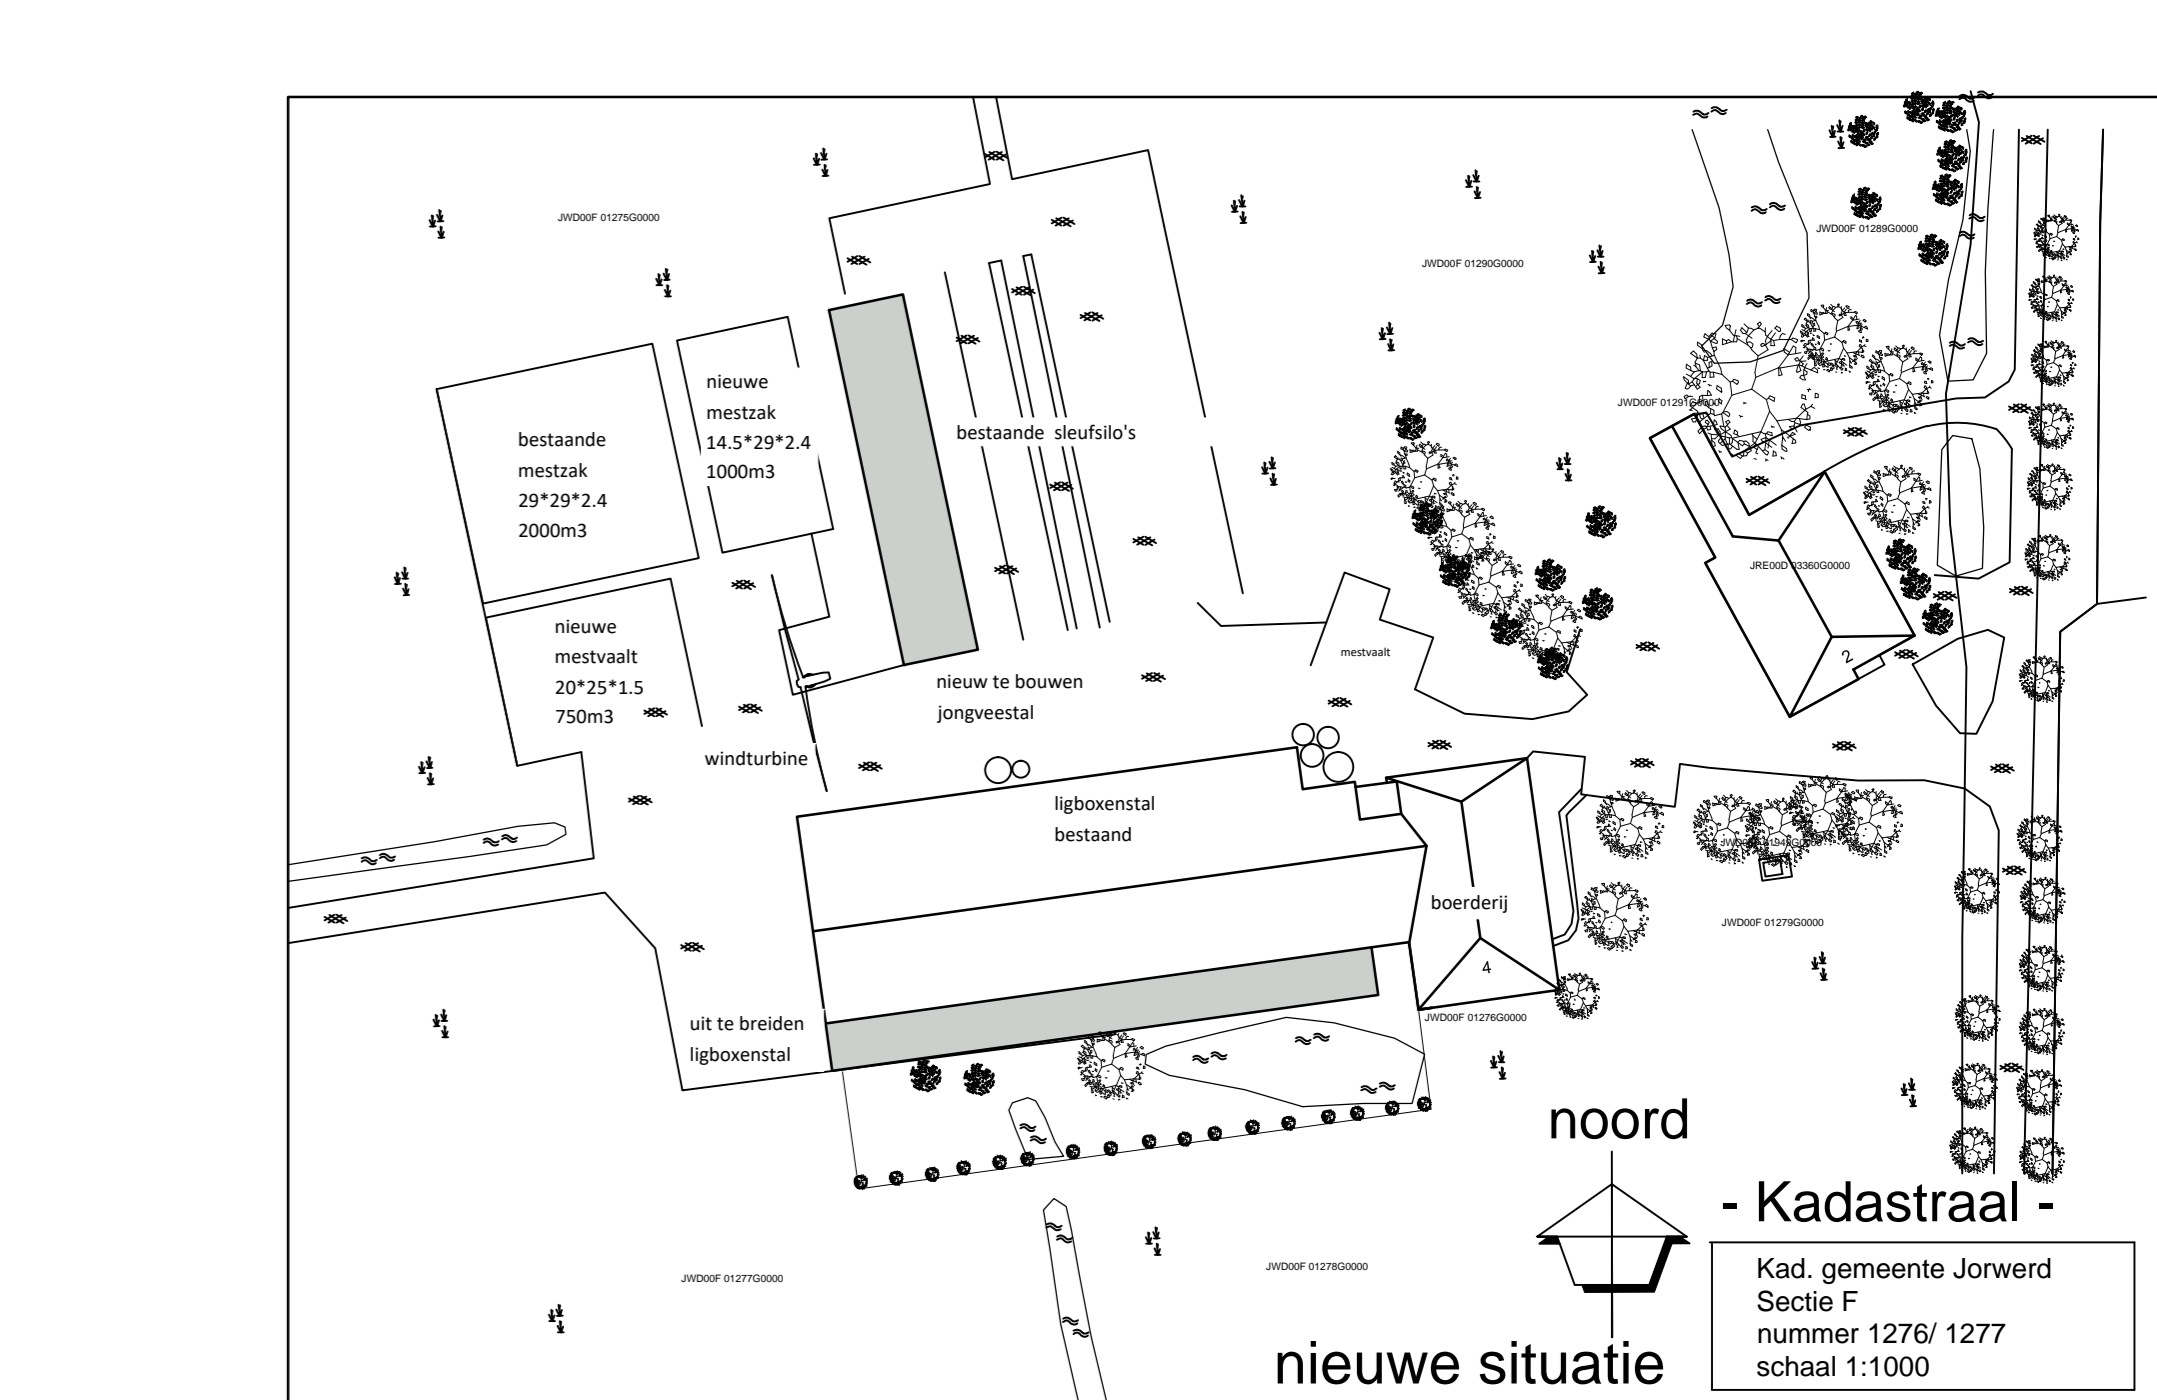 JWD00F 01275G0000
JWD00F 01289G0000
JWD00F 01290G0000
nieuwe
mestzak
14.5*29*2.4
1000m3
bestaande
mestzak
29*29*2.4
2000m3
bestaande sleufsilo's
JWD00F 01291G0000
JRE00D 03360G0000
2
nieuwe
mestvaalt
20*25*1.5
750m3
mestvaalt
nieuw te bouwen
jongveestal
windturbine
ligboxenstal
bestaand
boerderij
4
JWD00F 01279G0000
uit te breiden
ligboxenstal
JWD00F 01276G0000
JWD00F 01277G0000
JWD00F 01278G0000
noord
- Kadastraal -
Kad. gemeente Jorwerd
Sectie F
nummer 1276/ 1277
schaal 1:1000
nieuwe situatie